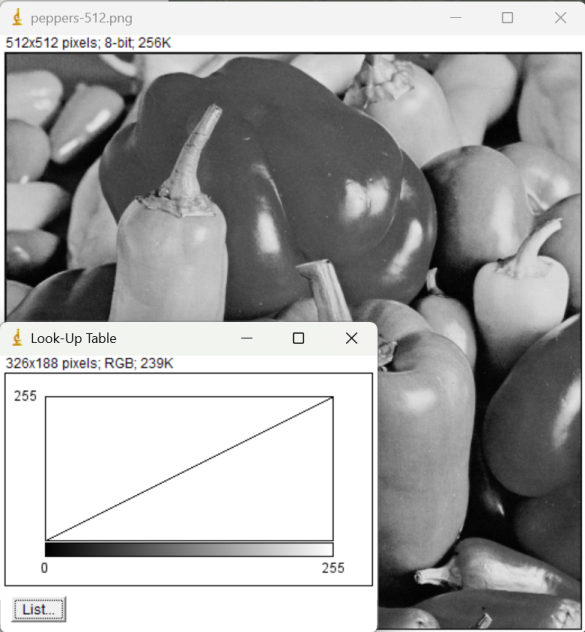 peppers-512.png
512x512 pixels; 8-bit; 256K
Look-Up Table
326x188 pixels; RGB; 239K
255
0 255
List...